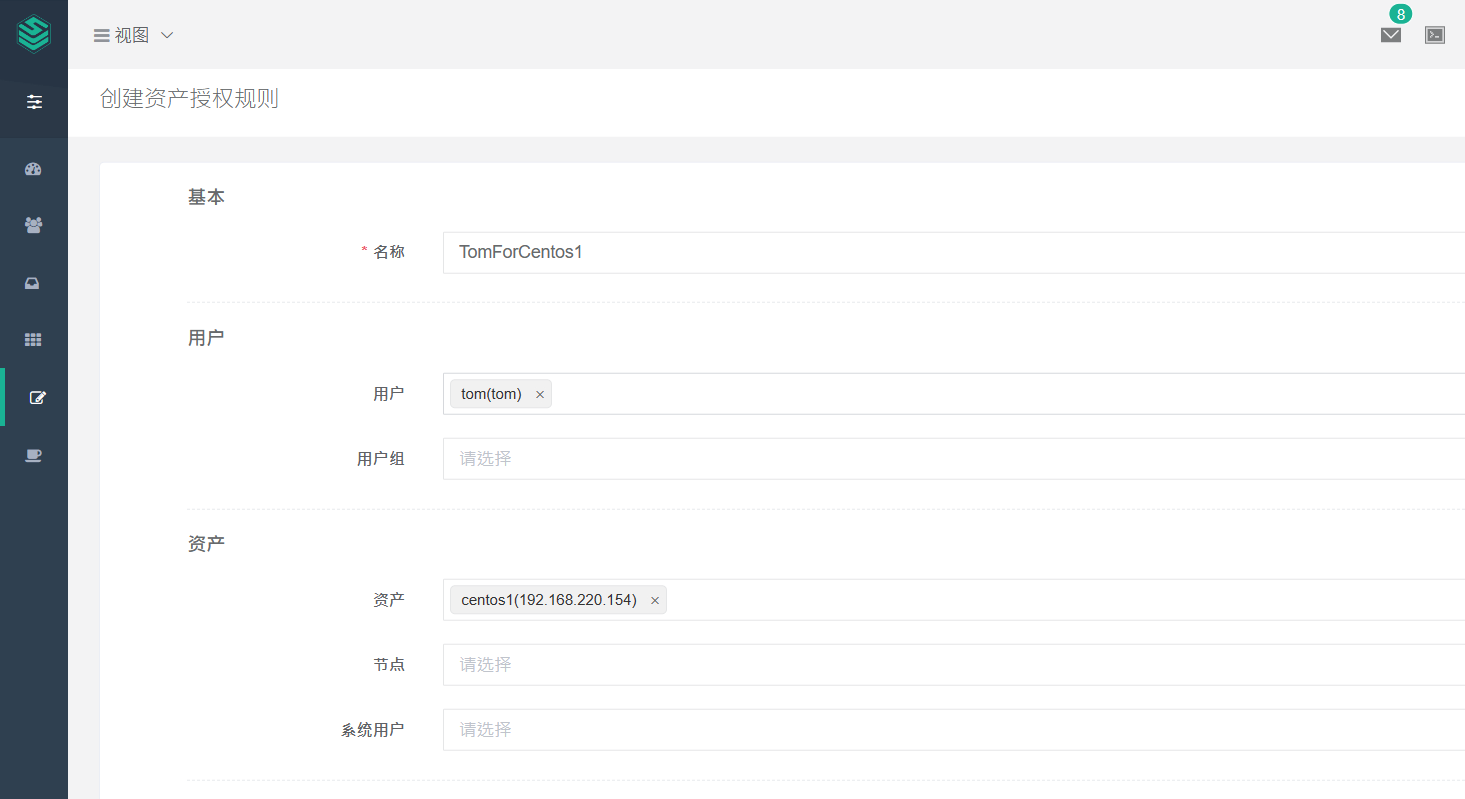 8
视图
创建资产授权规则
基本
* 名称 TomForCentos1
用户
用户 tom(tom) ×
用户组 请选择
资产
资产 centos1(192.168.220.154) ×
节点 请选择
系统用户 请选择